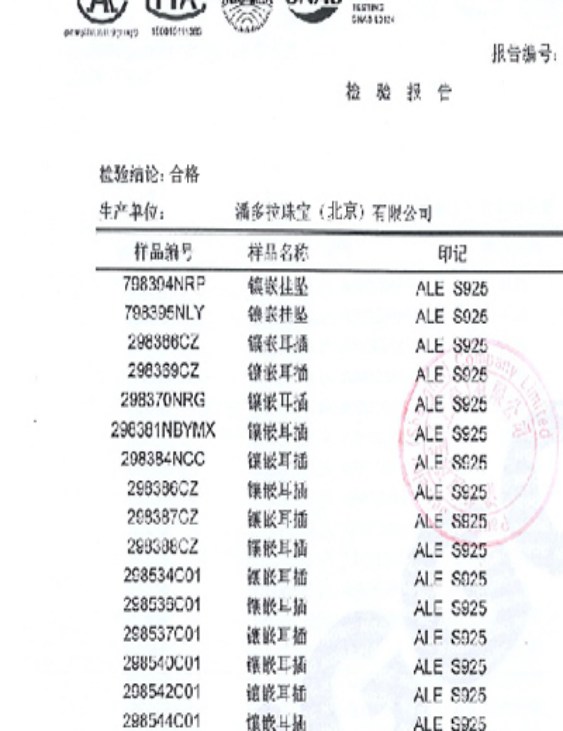 TESTING
报告编号:
检 验 报 告
检验结论: 合格
生产单位: 潘多拉珠宝（北京）有限公司
样品编号 样品名称 印记
798394NRP 镶嵌挂坠 ALE S925
798395NLY 镶嵌挂坠 ALE S925
298366CZ 镶嵌耳插 ALE S925
298369CZ 镶嵌耳插 ALE S925
298370NRG 镶嵌耳插 ALE S925
298381NBYMX 镶嵌耳插 ALE S925
298384NCC 镶嵌耳插 ALE S925
298386CZ 镶嵌耳插 ALE S925
298387CZ 镶嵌耳插 ALE S925
298388CZ 镶嵌耳插 ALE S925
298534C01 镶嵌耳插 ALE S925
298536C01 镶嵌耳插 ALE S925
298537C01 镶嵌耳插 ALE S925
298540C01 镶嵌耳插 ALE S925
298542C01 镶嵌耳插 ALE S925
298544C01 镶嵌耳插 ALE S925
Company Limited